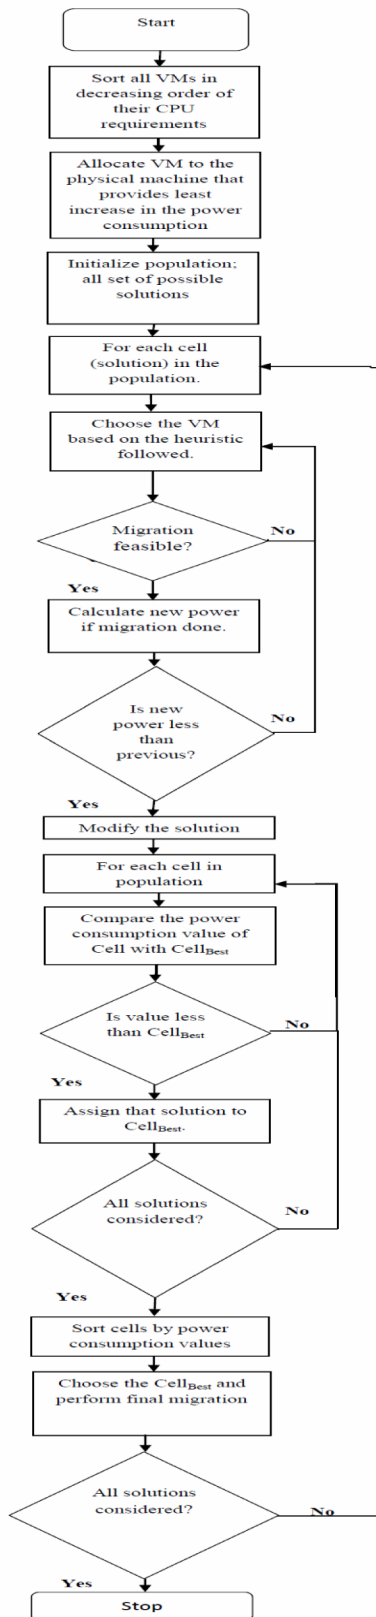 Start
Sort all VMs in
decreasing order of
their CPU
requirements
Allocate VM to the
physical machine that
provides least
increase in the power
consumption
Initialize population;
all set of possible
solutions
For each cell
(solution) in the
population.
Choose the VM
based on the heuristic
followed.
Migration
feasible?
No
Yes
Calculate new power
if migration done.
Is new
power less
than
previous?
No
Yes
Modify the solution
For each cell in
population
Compare the power
consumption value of
Cell with CellBest
Is value less
than CellBest
No
Yes
Assign that solution to
CellBest.
All solutions
considered?
No
Yes
Sort cells by power
consumption values
Choose the CellBest and
perform final migration
All solutions
considered?
No
Yes
Stop